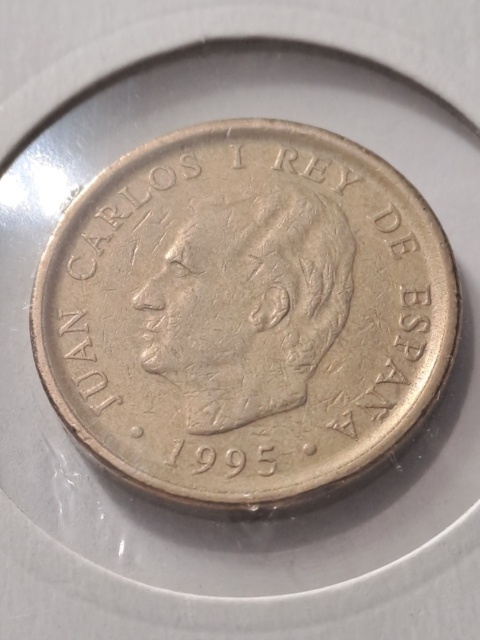 JUAN CARLOS I REY DE ESPAÑA
• 1995 •